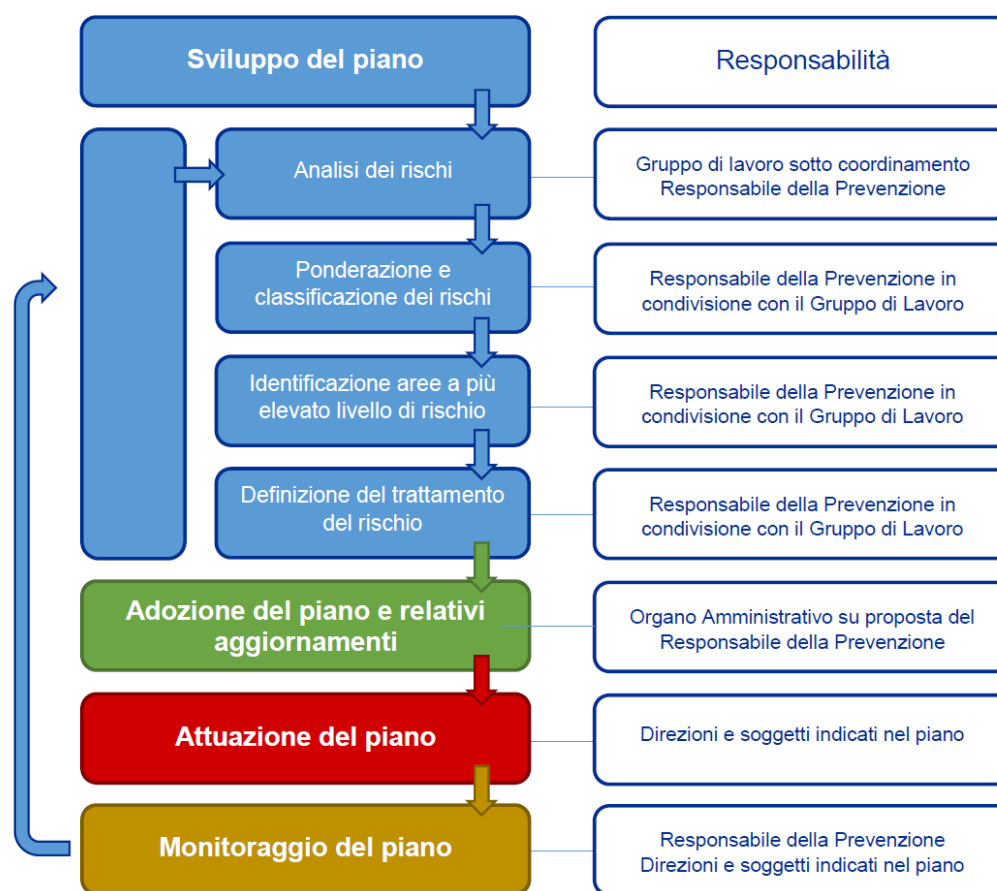 Sviluppo del piano
Responsabilità
Analisi dei rischi
Gruppo di lavoro sotto coordinamento
Responsabile della Prevenzione
Ponderazione e
classificazione dei rischi
Responsabile della Prevenzione in
condivisione con il Gruppo di Lavoro
Identificazione aree a più
elevato livello di rischio
Responsabile della Prevenzione in
condivisione con il Gruppo di Lavoro
Definizione del trattamento
del rischio
Responsabile della Prevenzione in
condivisione con il Gruppo di Lavoro
Adozione del piano e relativi
aggiornamenti
Organo Amministrativo su proposta del
Responsabile della Prevenzione
Attuazione del piano
Direzioni e soggetti indicati nel piano
Monitoraggio del piano
Responsabile della Prevenzione
Direzioni e soggetti indicati nel piano